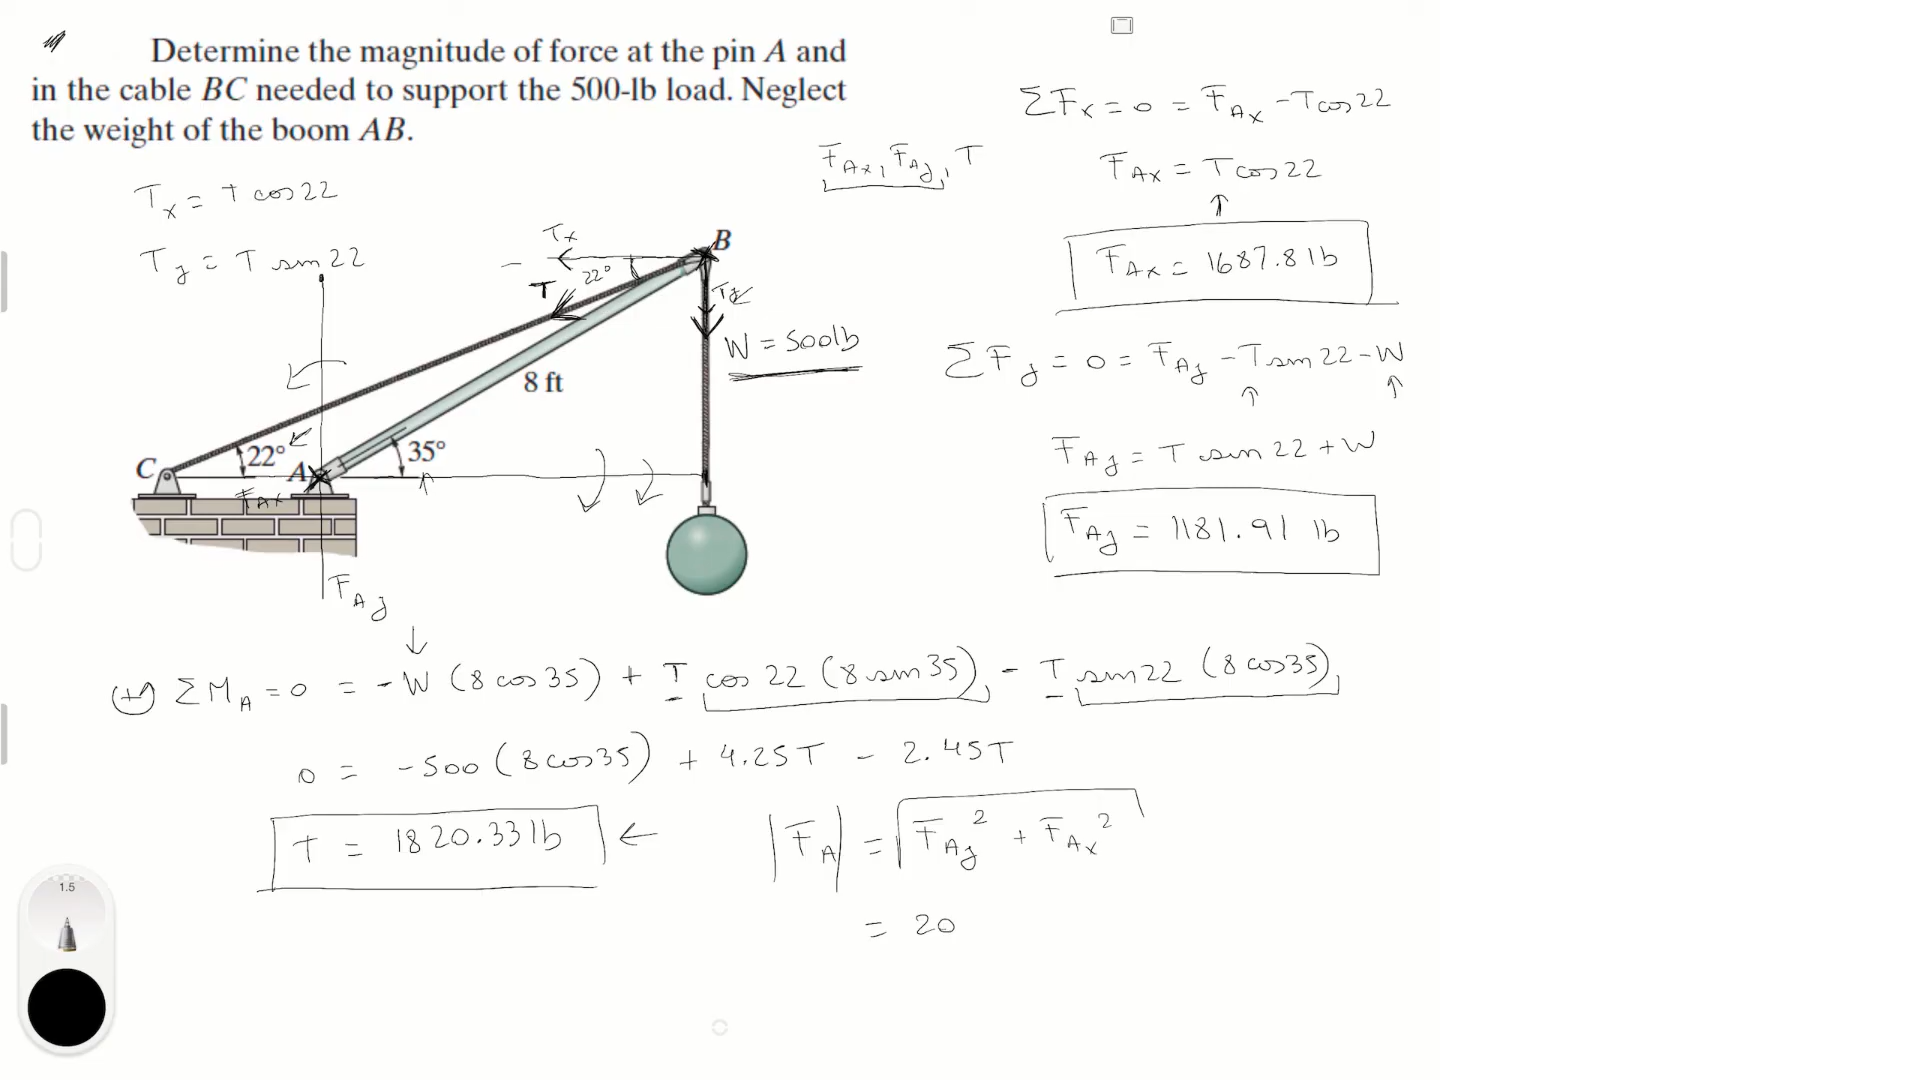 Determine the magnitude of force at the pin A and
in the cable BC needed to support the 500-lb load. Neglect
the weight of the boom AB.
Tx = T cos 22
Ty = T sin 22
FAx, FAy, T
Tx
B
22°
T
Ty
W = 500lb
8 ft
C
22°
A
35°
FAx
FAy
ΣFx = 0 = FAx - T cos 22
FAx = T cos 22
FAx = 1687.8 lb
ΣFy = 0 = FAy - T sin 22 - W
FAy = T sin 22 + W
FAy = 1181.91 lb
(+) ΣMA = 0 = - W (8 cos 35) + T cos 22 (8 sin 35) - T sin 22 (8 cos 35)
0 = -500 (8 cos 35) + 4.25T - 2.45T
T = 1820.33 lb
|FA| = √FAy² + FAx²
= 20
1.5